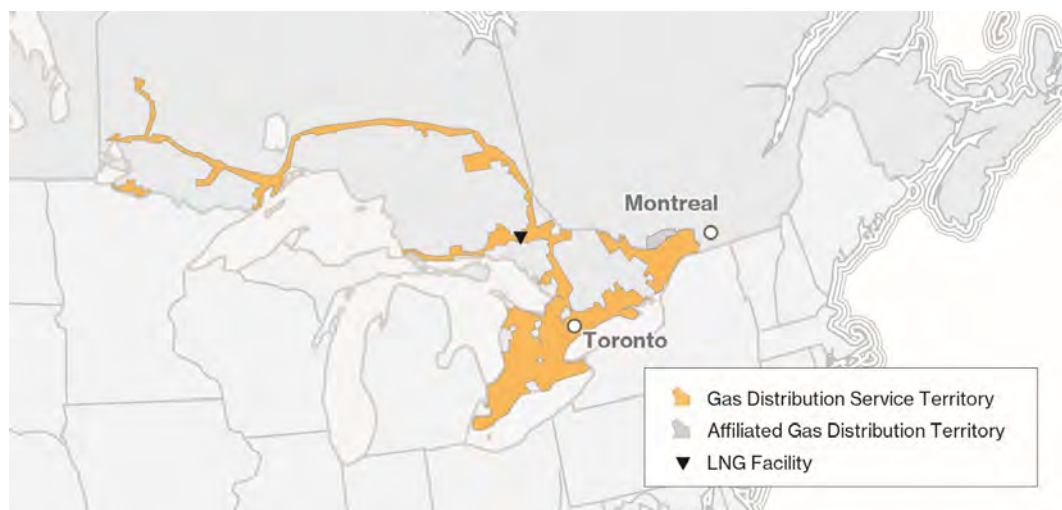 Montreal
Toronto
Gas Distribution Service Territory
Affiliated Gas Distribution Territory
LNG Facility